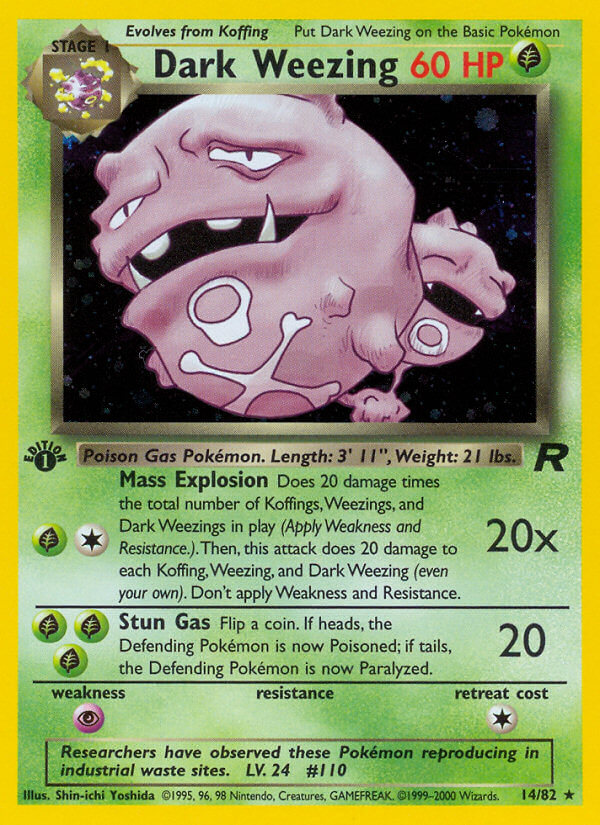 Evolves from Koffing Put Dark Weezing on the Basic Pokémon
STAGE 1
Dark Weezing 60 HP
EDITION
1
Poison Gas Pokémon. Length: 3' 11", Weight: 21 lbs.
R
Mass Explosion Does 20 damage times
the total number of Koffings, Weezings, and
Dark Weezings in play (Apply Weakness and
Resistance.). Then, this attack does 20 damage to
each Koffing, Weezing, and Dark Weezing (even
your own). Don't apply Weakness and Resistance.
20x
Stun Gas Flip a coin. If heads, the
Defending Pokémon is now Poisoned; if tails,
the Defending Pokémon is now Paralyzed.
20
weakness resistance retreat cost
Researchers have observed these Pokémon reproducing in
industrial waste sites. LV. 24 #110
Illus. Shin-ichi Yoshida ©1995, 96, 98 Nintendo, Creatures, GAMEFREAK. ©1999-2000 Wizards. 14/82 ★